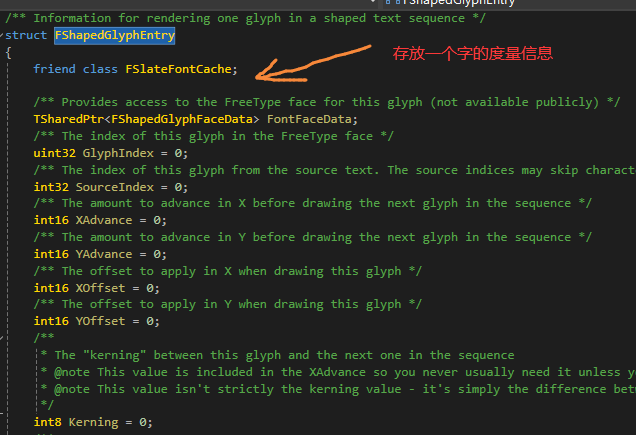 FShapedGlyphEntry
/** Information for rendering one glyph in a shaped text sequence */
struct FShapedGlyphEntry
{
friend class FSlateFontCache;
存放一个字的度量信息
/** Provides access to the FreeType face for this glyph (not available publicly) */
TSharedPtr<FShapedGlyphFaceData> FontFaceData;
/** The index of this glyph in the FreeType face */
uint32 GlyphIndex = 0;
/** The index of this glyph from the source text. The source indices may skip charact
int32 SourceIndex = 0;
/** The amount to advance in X before drawing the next glyph in the sequence */
int16 XAdvance = 0;
/** The amount to advance in Y before drawing the next glyph in the sequence */
int16 YAdvance = 0;
/** The offset to apply in X when drawing this glyph */
int16 XOffset = 0;
/** The offset to apply in Y when drawing this glyph */
int16 YOffset = 0;
/**
* The "kerning" between this glyph and the next one in the sequence
* @note This value is included in the XAdvance so you never usually need it unless yo
* @note This value isn't strictly the kerning value - it's simply the difference betw
*/
int8 Kerning = 0;